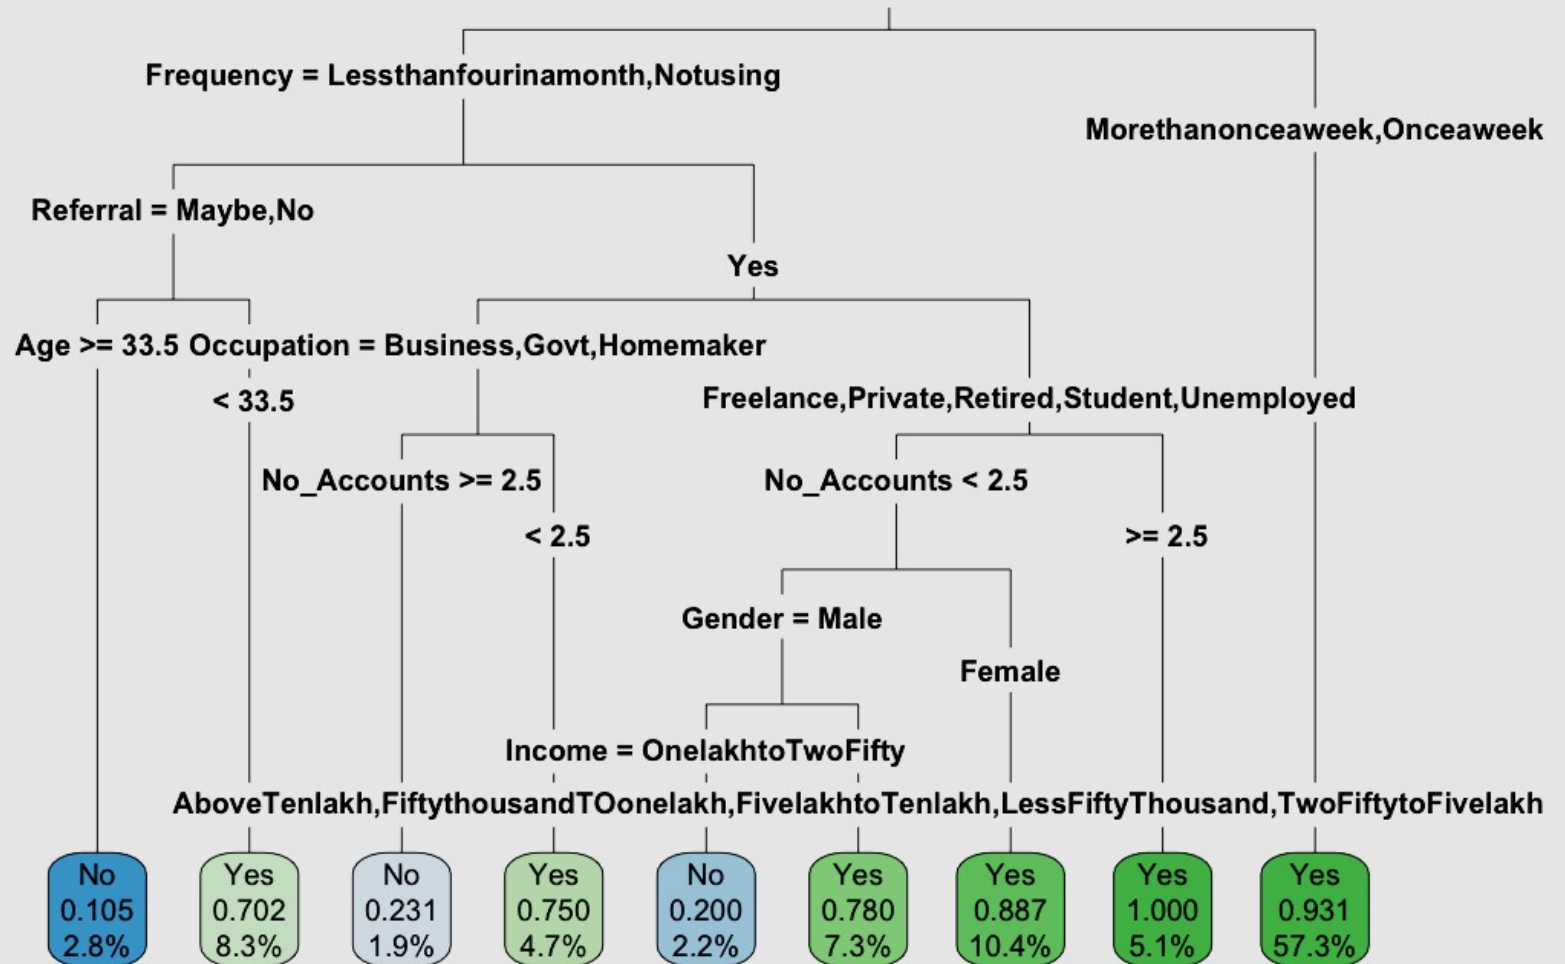 Frequency = Lessthanfourinamonth,Notusing
Morethanonceaweek,Onceaweek
Referral = Maybe,No
Yes
Age >= 33.5
Occupation = Business,Govt,Homemaker
< 33.5
Freelance,Private,Retired,Student,Unemployed
No_Accounts >= 2.5
No_Accounts < 2.5
< 2.5
>= 2.5
Gender = Male
Female
Income = OnelakhtoTwoFifty
AboveTenlakh,FiftythousandTOonelakh,FivelakhtoTenlakh,LessFiftyThousand,TwoFiftytoFivelakh
No
0.105
2.8%
Yes
0.702
8.3%
No
0.231
1.9%
Yes
0.750
4.7%
No
0.200
2.2%
Yes
0.780
7.3%
Yes
0.887
10.4%
Yes
1.000
5.1%
Yes
0.931
57.3%